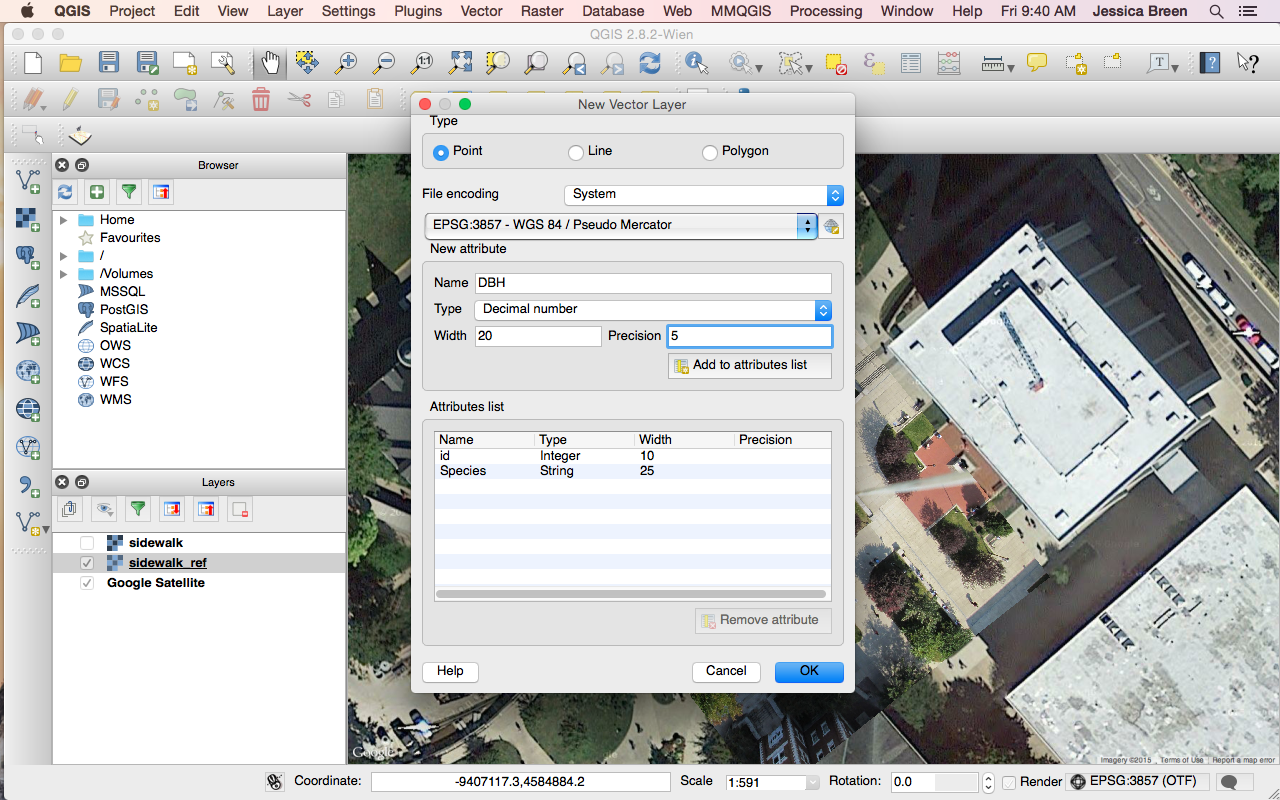 QGIS Project Edit View Layer Settings Plugins Vector Raster Database Web MMQGIS Processing Window Help Fri 9:40 AM Jessica Breen
QGIS 2.8.2-Wien
New Vector Layer
Type
Point Line Polygon
File encoding System
EPSG:3857 - WGS 84 / Pseudo Mercator
New attribute
Name DBH
Type Decimal number
Width 20 Precision 5
Add to attributes list
Attributes list
Name Type Width Precision
id Integer 10
Species String 25
Remove attribute
Help Cancel OK
Browser
Home
Favourites
/
/Volumes
MSSQL
PostGIS
SpatiaLite
OWS
WCS
WFS
WMS
Layers
sidewalk
sidewalk_ref
Google Satellite
Google
Imagery ©2015 Terms of Use Report a map error
Coordinate: -9407117.3,4584884.2 Scale 1:591 Rotation: 0.0 Render EPSG:3857 (OTF)